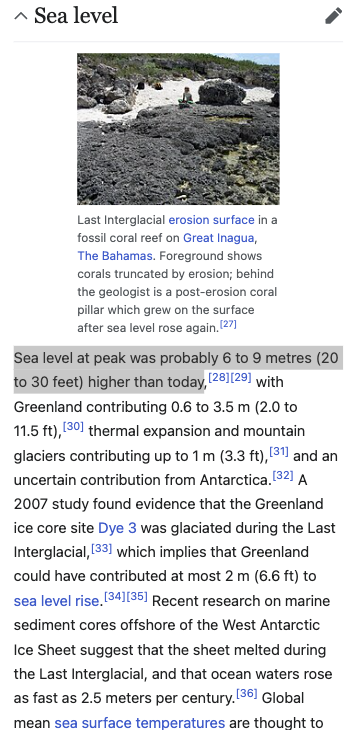 Sea level
Last Interglacial erosion surface in a
fossil coral reef on Great Inagua,
The Bahamas. Foreground shows
corals truncated by erosion; behind
the geologist is a post-erosion coral
pillar which grew on the surface
after sea level rose again.[27]
Sea level at peak was probably 6 to 9 metres (20
to 30 feet) higher than today,[28][29] with
Greenland contributing 0.6 to 3.5 m (2.0 to
11.5 ft),[30] thermal expansion and mountain
glaciers contributing up to 1 m (3.3 ft),[31] and an
uncertain contribution from Antarctica.[32] A
2007 study found evidence that the Greenland
ice core site Dye 3 was glaciated during the Last
Interglacial,[33] which implies that Greenland
could have contributed at most 2 m (6.6 ft) to
sea level rise.[34][35] Recent research on marine
sediment cores offshore of the West Antarctic
Ice Sheet suggest that the sheet melted during
the Last Interglacial, and that ocean waters rose
as fast as 2.5 meters per century.[36] Global
mean sea surface temperatures are thought to